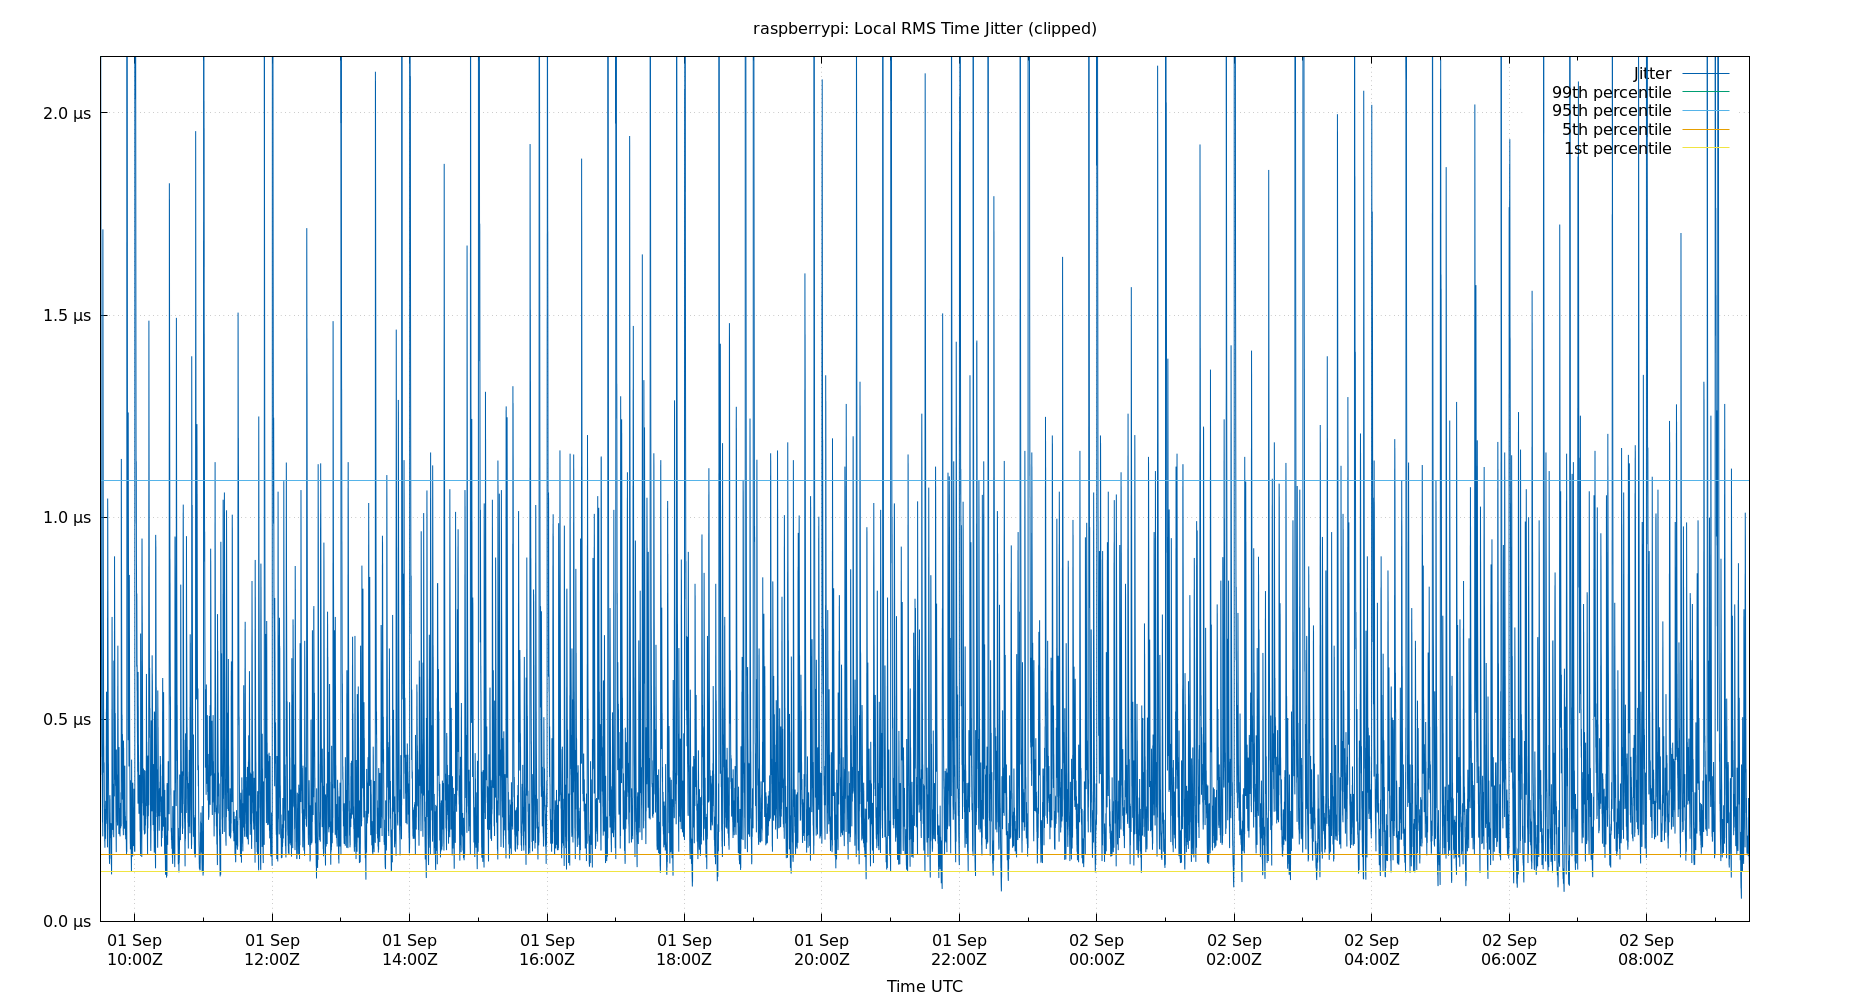 raspberrypi: Local RMS Time Jitter (clipped)
Jitter
99th percentile
95th percentile
5th percentile
1st percentile
2.0 µs
1.5 µs
1.0 µs
0.5 µs
0.0 µs
01 Sep 01 Sep 01 Sep 01 Sep 01 Sep 01 Sep 01 Sep 02 Sep 02 Sep 02 Sep 02 Sep 02 Sep
10:00Z 12:00Z 14:00Z 16:00Z 18:00Z 20:00Z 22:00Z 00:00Z 02:00Z 04:00Z 06:00Z 08:00Z
Time UTC